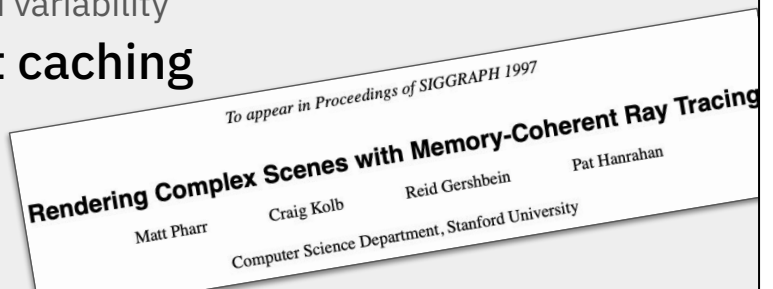 variability
caching
To appear in Proceedings of SIGGRAPH 1997
Rendering Complex Scenes with Memory-Coherent Ray Tracing
Matt Pharr Craig Kolb Reid Gershbein Pat Hanrahan
Computer Science Department, Stanford University